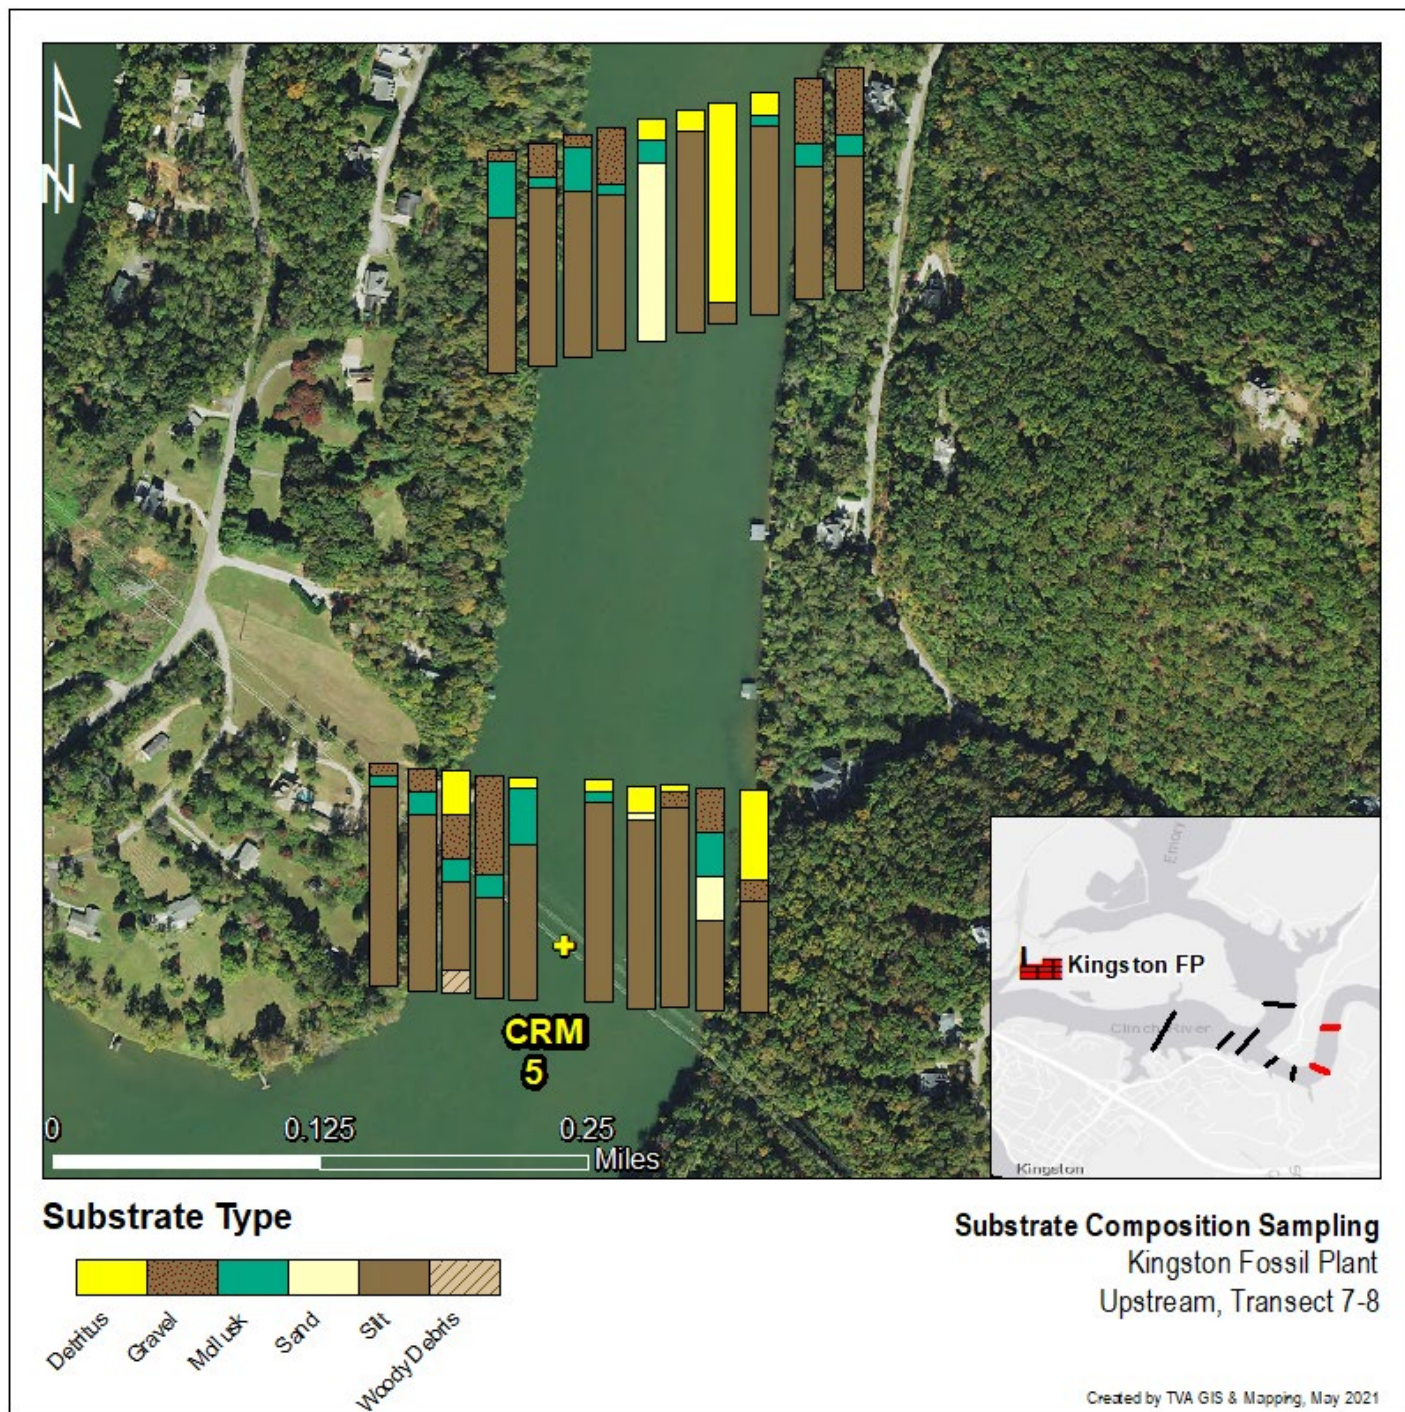 N
CRM
5
0 0.125 0.25
Miles
Emory
Kingston FP
Clinch River
Kingston
Substrate Type
Detritus
Gravel
Mollusk
Sand
Silt
Woody Debris
Substrate Composition Sampling
Kingston Fossil Plant
Upstream, Transect 7-8
Created by TVA GIS & Mapping, May 2021